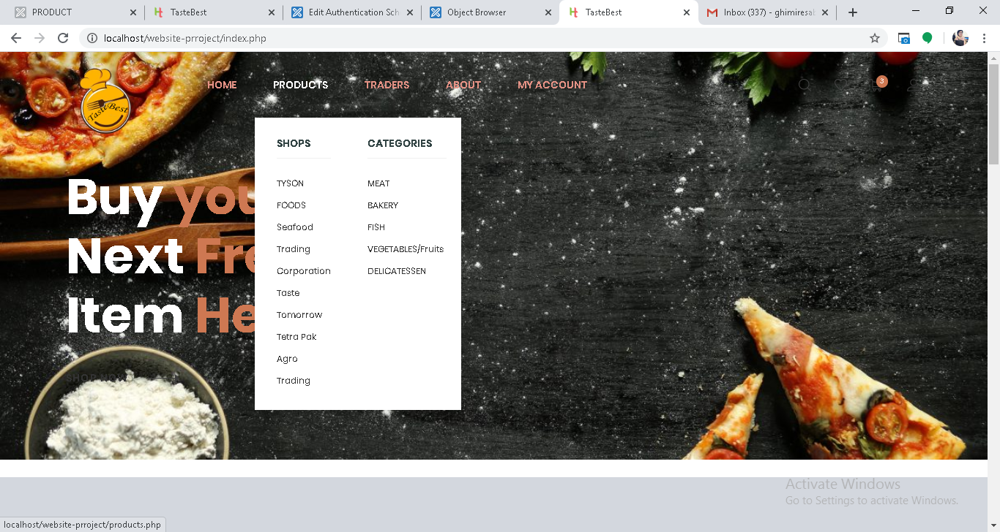 PRODUCT
TasteBest
Edit Authentication Sch
Object Browser
TasteBest
Inbox (337) - ghimiresab
localhost/website-prroject/index.php
TasteBest
HOME
PRODUCTS
TRADERS
ABOUT
MY ACCOUNT
3
SHOPS
CATEGORIES
TYSON
MEAT
FOODS
BAKERY
Seafood
FISH
Trading
VEGETABLES/Fruits
Corporation
DELICATESSEN
Taste
Tomorrow
Tetra Pak
Agro
Trading
Buy you
Next Fre
Item He
SHOP NOW
Activate Windows
Go to Settings to activate Windows.
localhost/website-prroject/products.php